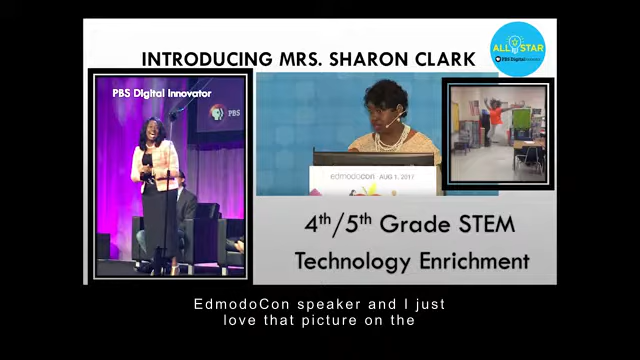 INTRODUCING MRS. SHARON CLARK
ALL STAR
PBS Digital Innovator
PBS Digital Innovator
PBS
edmodocon AUG 1, 2017
4th/5th Grade STEM
Technology Enrichment
EdmodoCon speaker and I just
love that picture on the